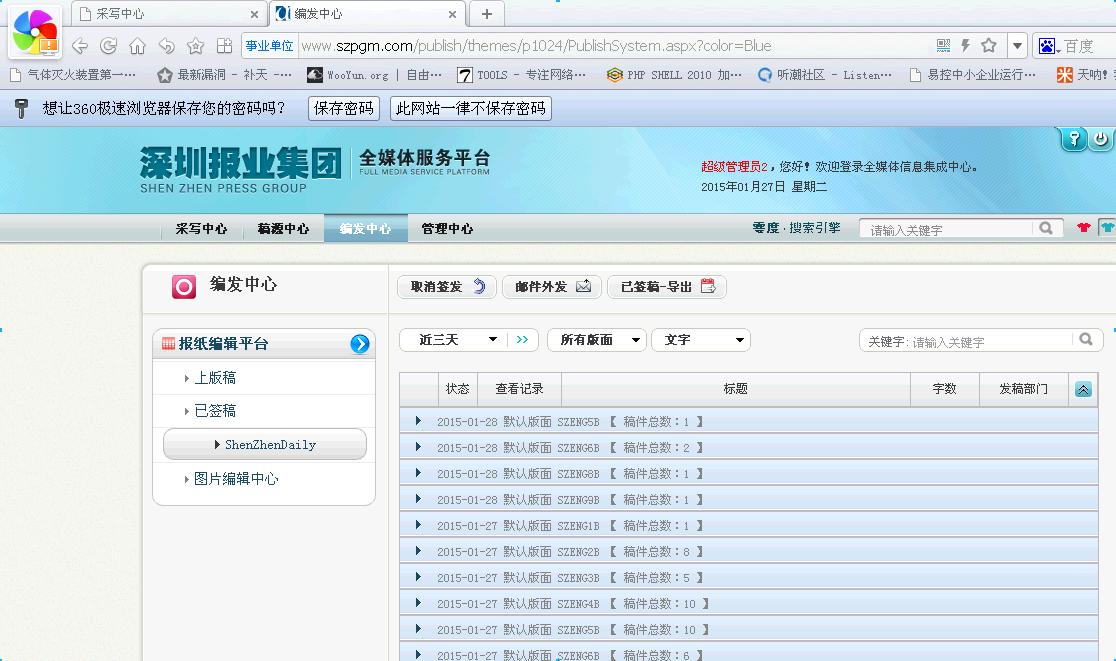 采写中心 编发中心
事业单位 www.szpgm.com/publish/themes/p1024/PublishSystem.aspx?color=Blue 百度
气体灭火装置第一··· 最新漏洞 - 补天 -··· WooYun.org | 自由··· TOOLS - 专注网络··· PHP SHELL 2010 加··· 听潮社区 - Listen··· 易控中小企业运行··· 天呐!
想让360极速浏览器保存您的密码吗? 保存密码 此网站一律不保存密码
深圳报业集团 全媒体服务平台
SHEN ZHEN PRESS GROUP FULL MEDIA SERVICE PLATFORM
超级管理员2,您好!欢迎登录全媒体信息集成中心。
2015年01月27日 星期二
采写中心 稿源中心 编发中心 管理中心 零度·搜索引擎 请输入关键字
编发中心 取消签发 邮件外发 已签稿-导出
报纸编辑平台 近三天 >> 所有版面 文字 关键字: 请输入关键字
上版稿
已签稿
ShenZhenDaily
图片编辑中心
状态 查看记录 标题 字数 发稿部门
2015-01-28 默认版面 SZENG5B 【 稿件总数:1 】
2015-01-28 默认版面 SZENG6B 【 稿件总数:2 】
2015-01-28 默认版面 SZENG8B 【 稿件总数:1 】
2015-01-28 默认版面 SZENG9B 【 稿件总数:1 】
2015-01-27 默认版面 SZENG1B 【 稿件总数:1 】
2015-01-27 默认版面 SZENG2B 【 稿件总数:8 】
2015-01-27 默认版面 SZENG3B 【 稿件总数:5 】
2015-01-27 默认版面 SZENG4B 【 稿件总数:10 】
2015-01-27 默认版面 SZENG5B 【 稿件总数:10 】
2015-01-27 默认版面 SZENG6B 【 稿件总数:6 】